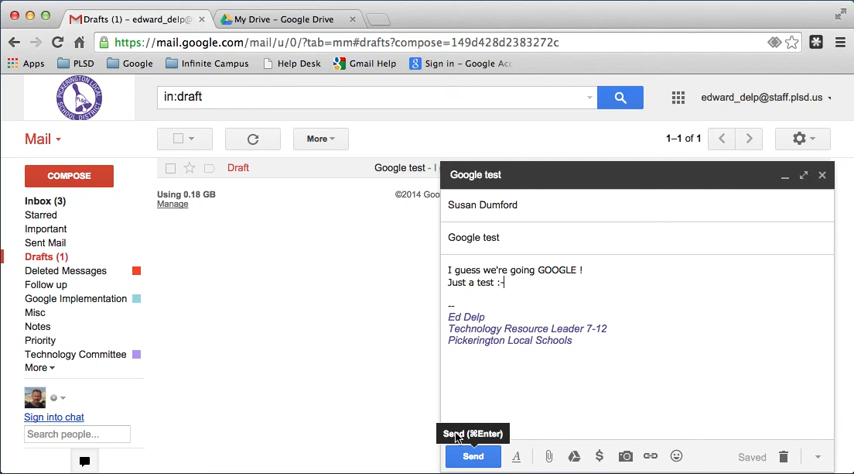 Drafts (1) - edward_delp@
My Drive - Google Drive
https://mail.google.com/mail/u/0/?tab=mm#drafts?compose=149d428d2383272c
Apps PLSD Google Infinite Campus Help Desk Gmail Help Sign in - Google Acc
PICKERINGTON LOCAL SCHOOL DISTRICT
in:draft
edward_delp@staff.plsd.us
Mail
More
1–1 of 1
COMPOSE
Draft Google test - I
Using 0.18 GB
Manage
©2014 Goo
Inbox (3)
Starred
Important
Sent Mail
Drafts (1)
Deleted Messages
Follow up
Google Implementation
Misc
Notes
Priority
Technology Committee
More
Sign into chat
Search people...
Google test
Susan Dumford
Google test
I guess we're going GOOGLE !
Just a test :-
--
Ed Delp
Technology Resource Leader 7-12
Pickerington Local Schools
Send (⌘Enter)
Send
Saved